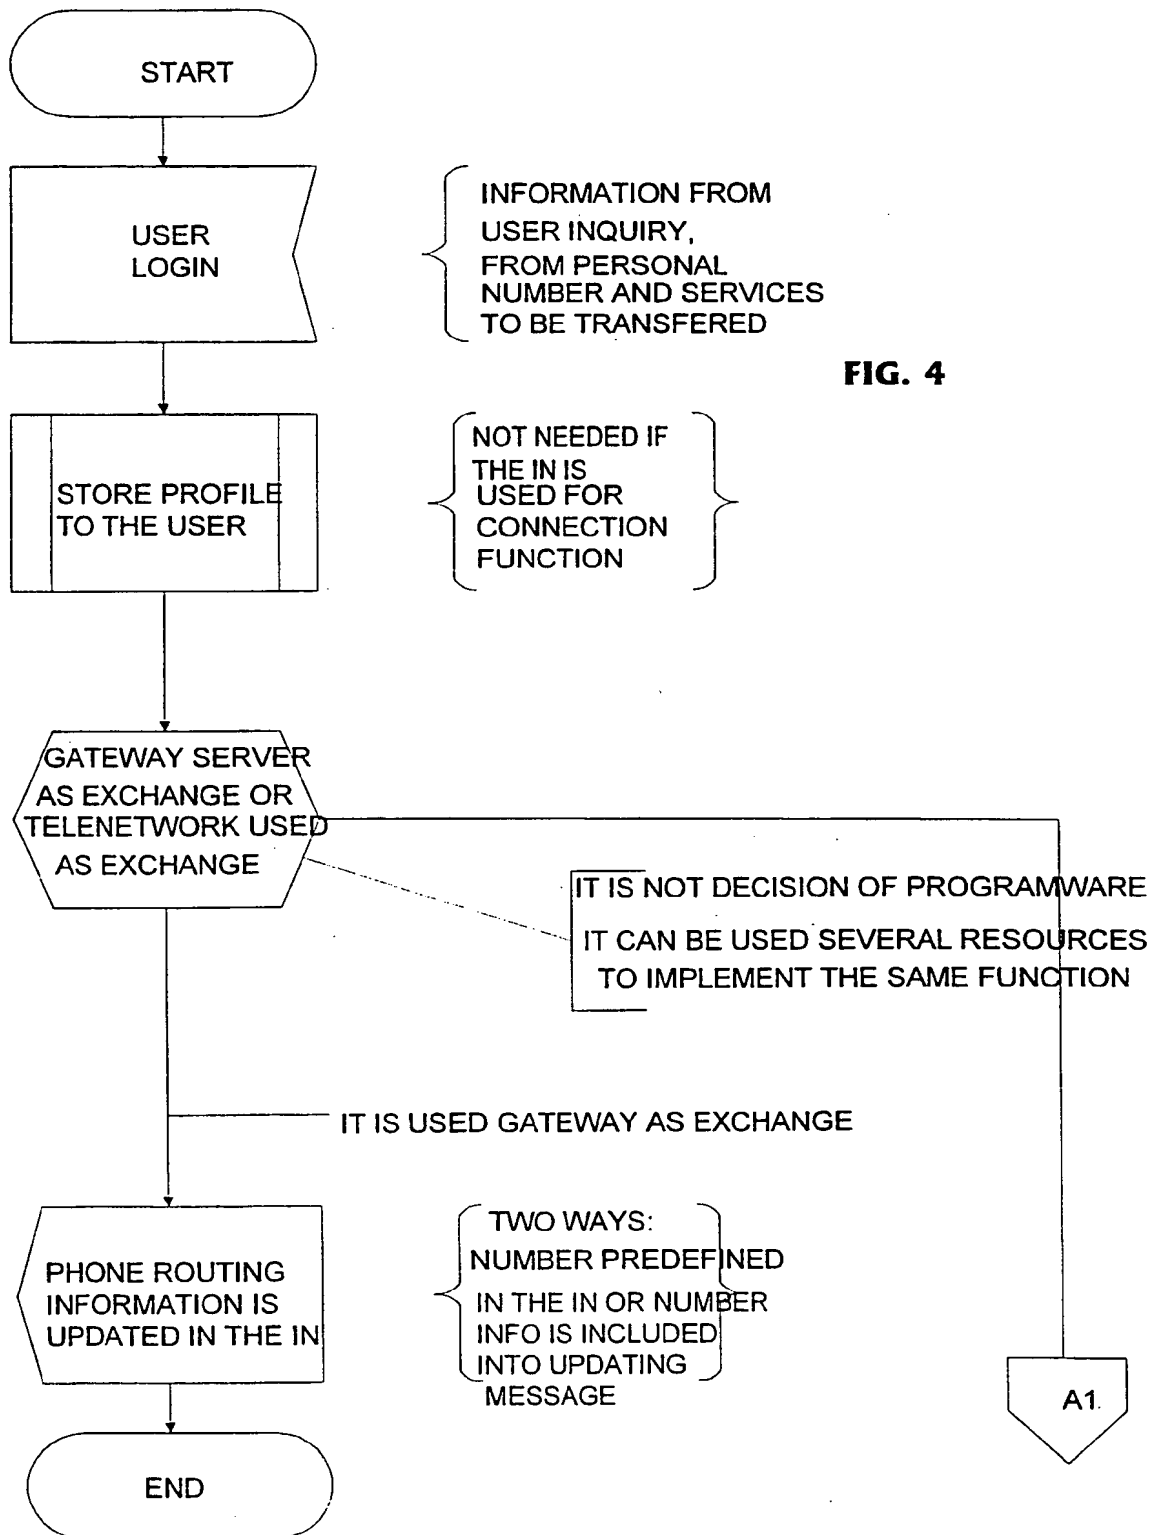 START
USER
LOGIN
INFORMATION FROM
USER INQUIRY,
FROM PERSONAL
NUMBER AND SERVICES
TO BE TRANSFERED
FIG. 4
STORE PROFILE
TO THE USER
NOT NEEDED IF
THE IN IS
USED FOR
CONNECTION
FUNCTION
GATEWAY SERVER
AS EXCHANGE OR
TELENETWORK USED
AS EXCHANGE
IT IS NOT DECISION OF PROGRAMWARE
IT CAN BE USED SEVERAL RESOURCES
TO IMPLEMENT THE SAME FUNCTION
IT IS USED GATEWAY AS EXCHANGE
PHONE ROUTING
INFORMATION IS
UPDATED IN THE IN
TWO WAYS:
NUMBER PREDEFINED
IN THE IN OR NUMBER
INFO IS INCLUDED
INTO UPDATING
MESSAGE
A1
END